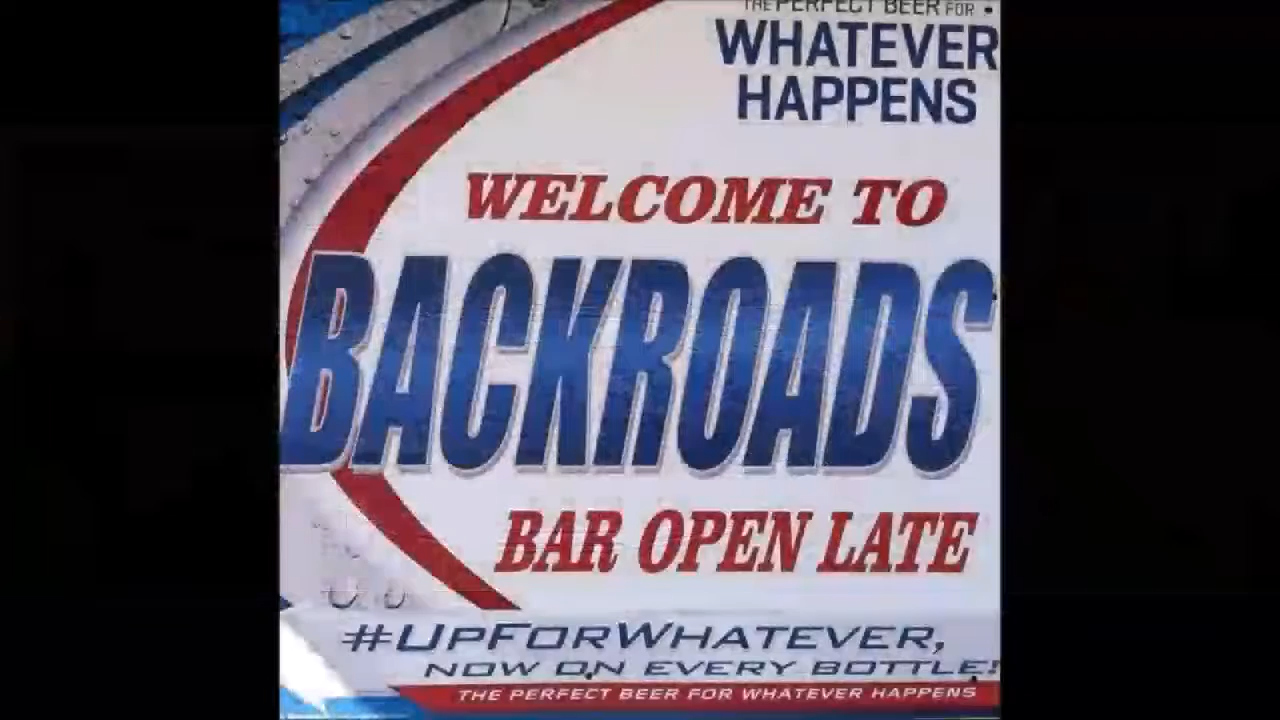 THE PERFECT BEER FOR
WHATEVER
HAPPENS
WELCOME TO
BACKROADS
BAR OPEN LATE
#UPFORWHATEVER,
NOW ON EVERY BOTTLE!
THE PERFECT BEER FOR WHATEVER HAPPENS